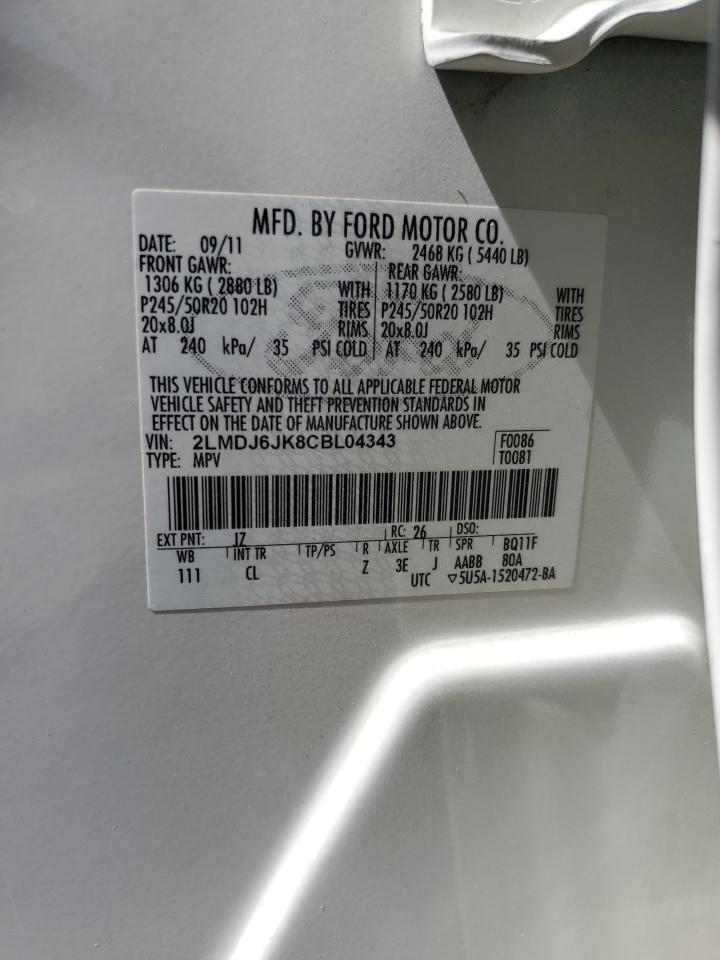 MFD. BY FORD MOTOR CO.
DATE: 09/11 GVWR: 2468 KG ( 5440 LB)
FRONT GAWR: REAR GAWR:
1306 KG ( 2880 LB) WITH 1170 KG ( 2580 LB) WITH
P245/50R20 102H TIRES P245/50R20 102H TIRES
20x8.0J RIMS 20x8.0J RIMS
AT 240 kPa/ 35 PSI COLD AT 240 kPa/ 35 PSI COLD
THIS VEHICLE CONFORMS TO ALL APPLICABLE FEDERAL MOTOR
VEHICLE SAFETY AND THEFT PREVENTION STANDARDS IN
EFFECT ON THE DATE OF MANUFACTURE SHOWN ABOVE.
VIN: 2LMDJ6JK8CBL04343 F0086
TYPE: MPV T0081
EXT PNT: JZ RC: 26 DSO:
WB INT TR TP/PS R AXLE TR SPR BQ11F
111 CL Z 3E J AABB 80A
UTC ▽5U5A-1520472-BA